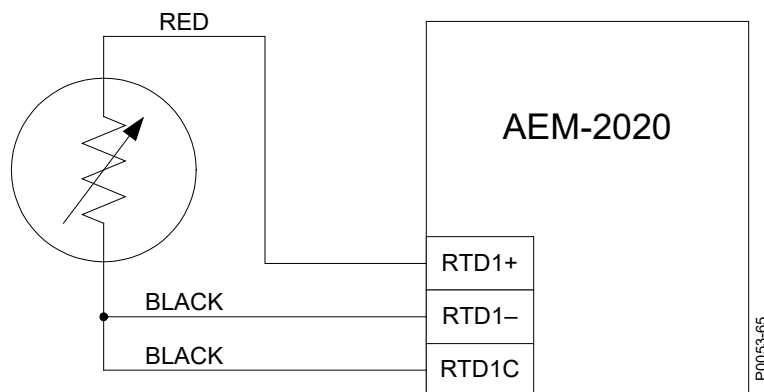 RED
AEM-2020
RTD1+
BLACK
RTD1–
BLACK
RTD1C
P0053-65